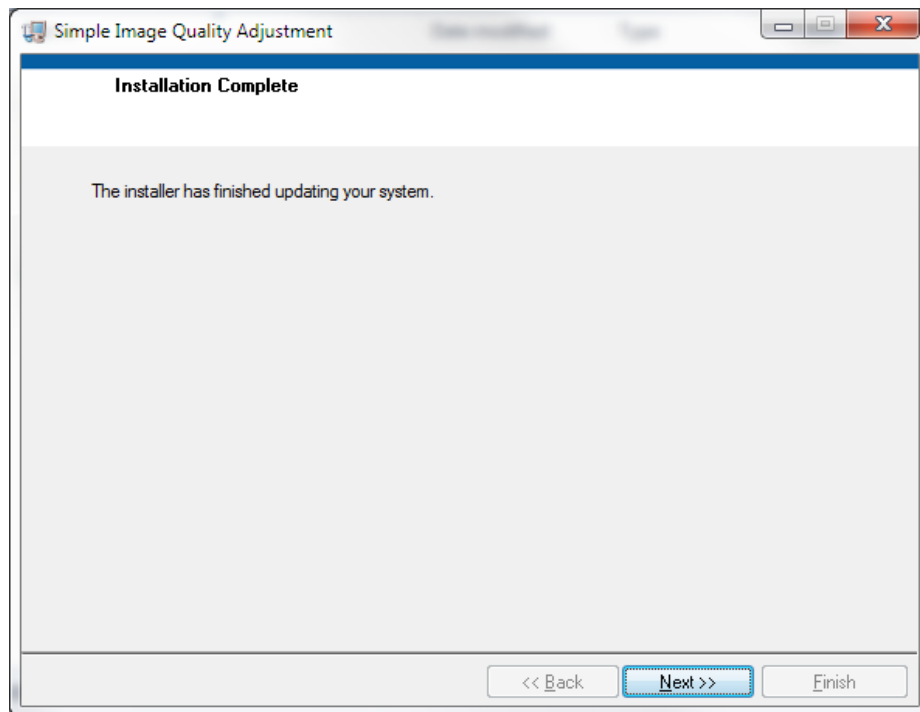 Simple Image Quality Adjustment
Installation Complete
The installer has finished updating your system.
<< Back Next >> Finish